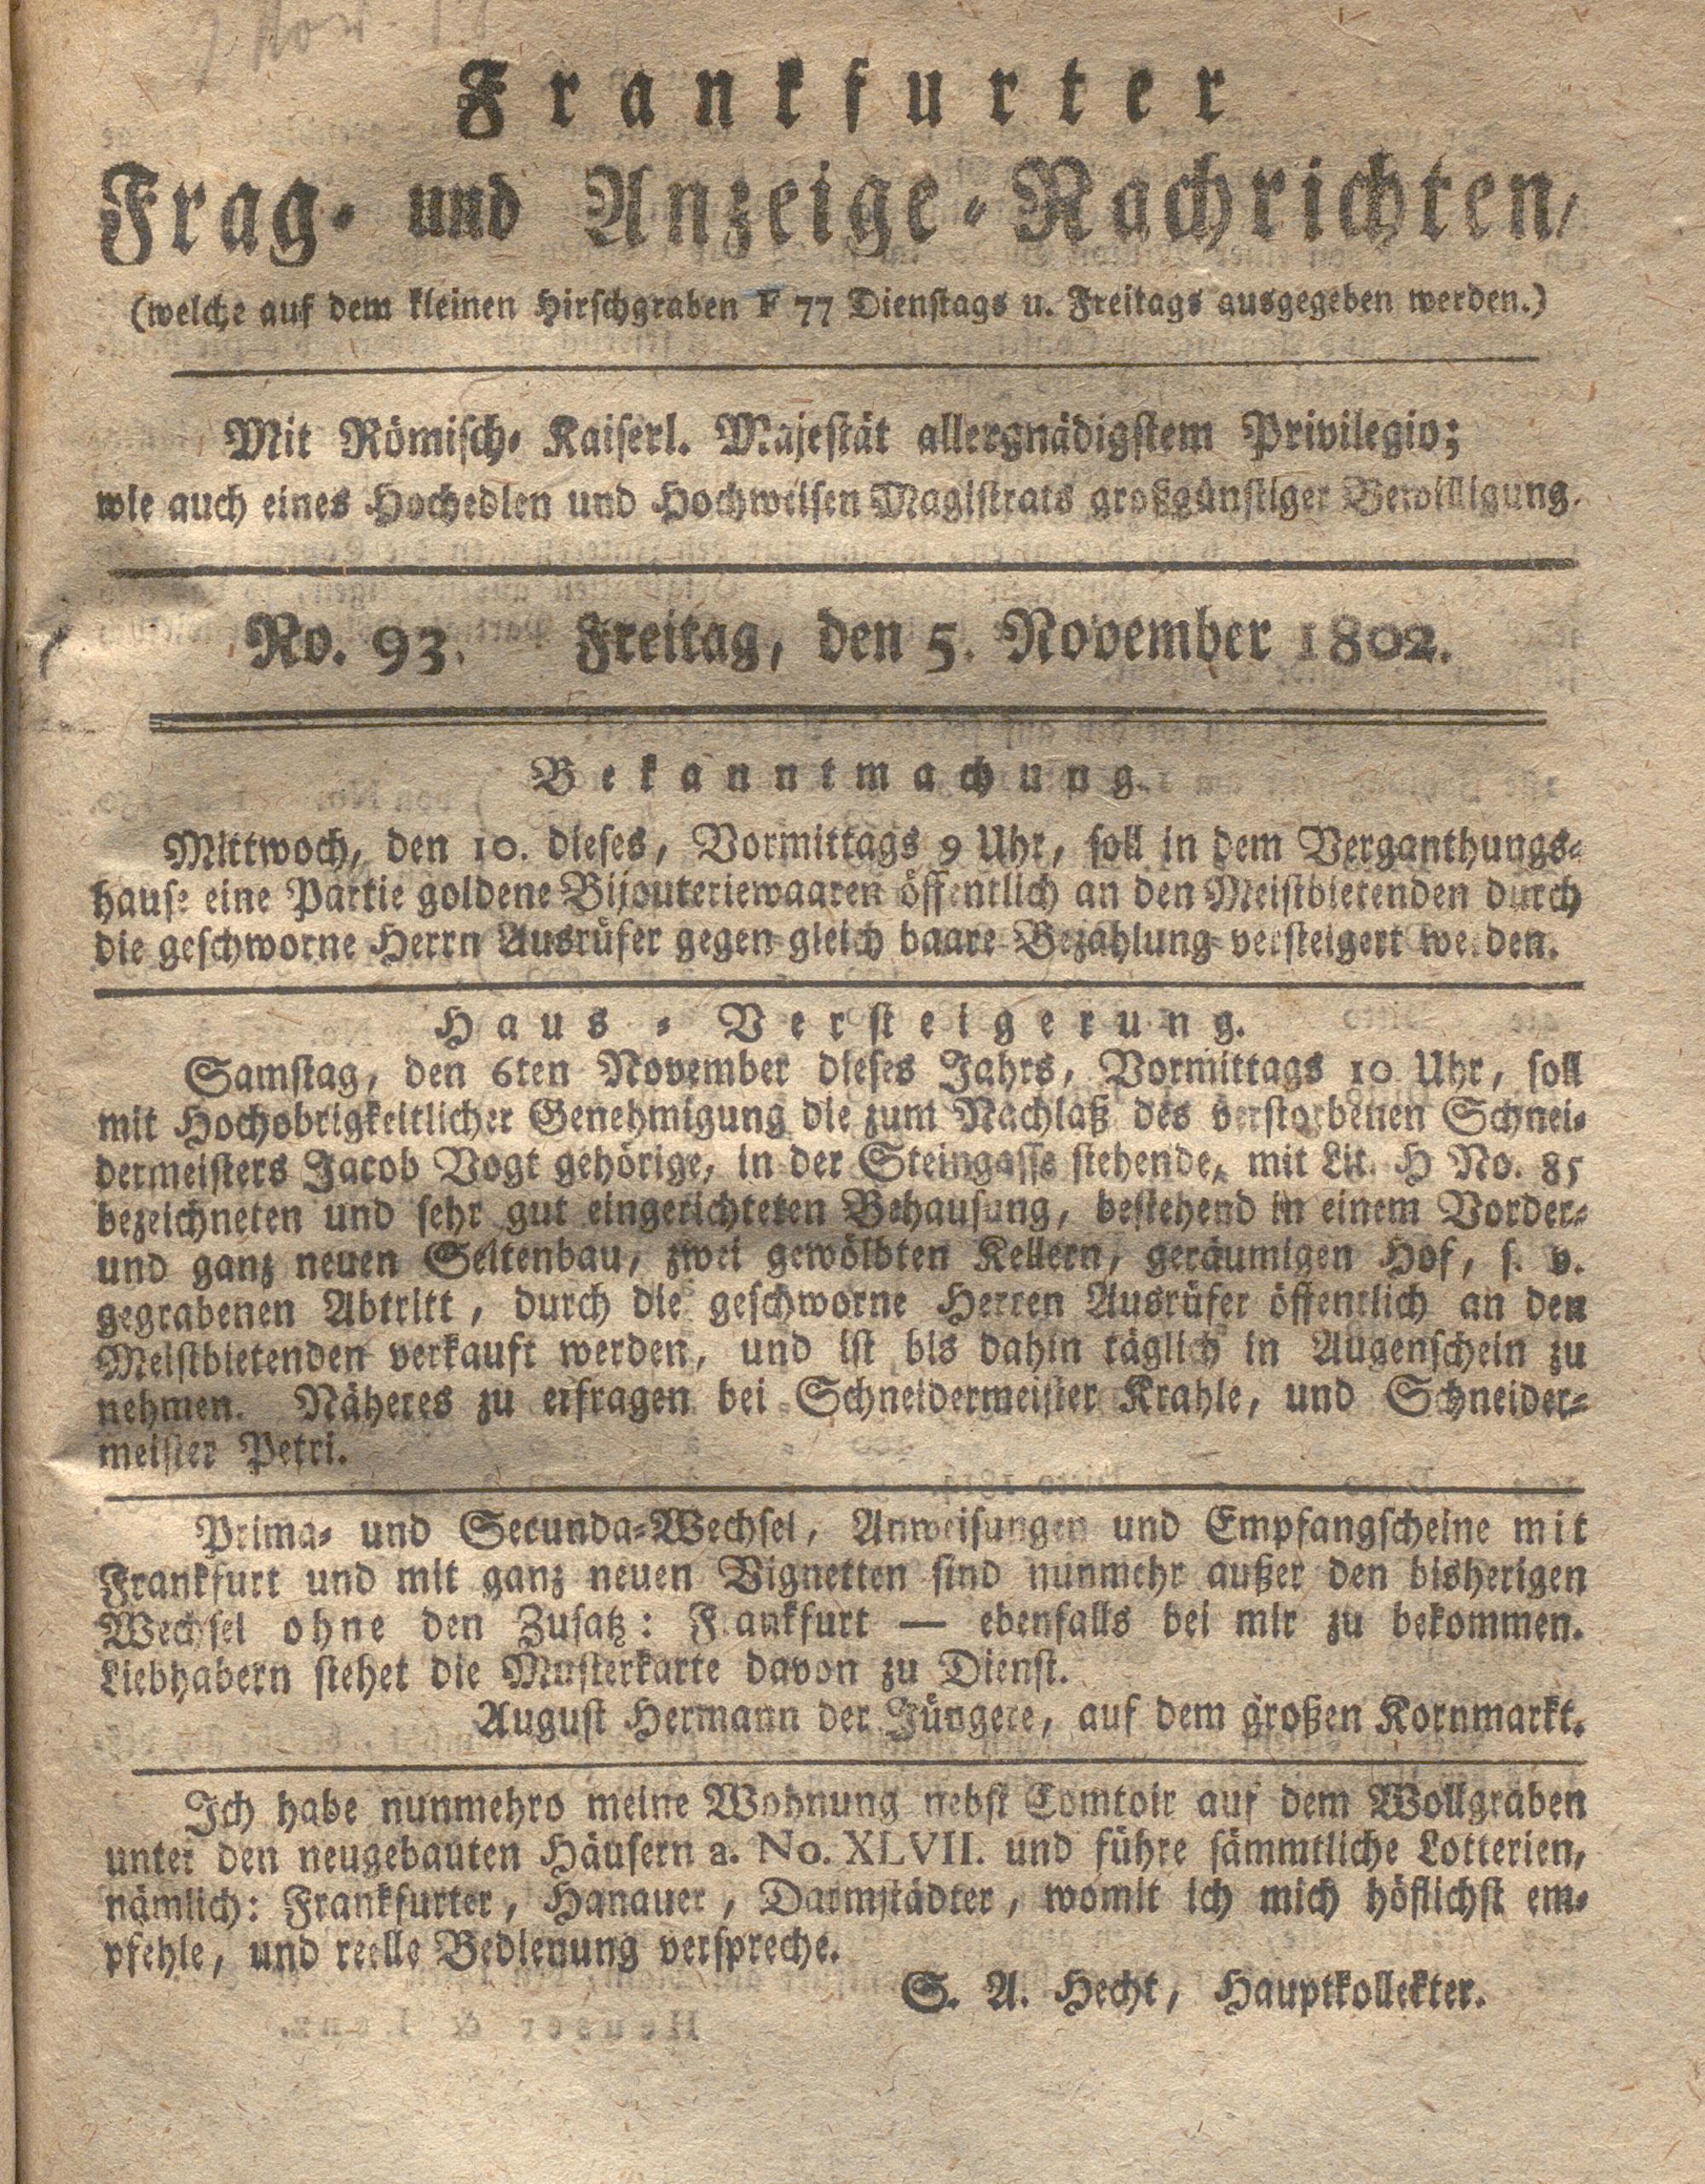 Frankfurter
Frag- und Anzeige-Nachrichten,
(welche auf dem kleinen Hirschgraben F 77 Dienstags u. Freitags ausgegeben werden.)
Mit Römisch- Kaiserl. Majestät allergnädigstem Privilegio;
wie auch eines Hochedlen und Hochweisen Magistrats großgünstiger Bewilligung.
No. 93. Freitag, den 5. November 1802.
Bekanntmachung.
Mittwoch, den 10. dieses, Vormittags 9 Uhr, soll in dem Verganthungs-
hause eine Partie goldene Bijouteriewaaren öffentlich an den Meistbietenden durch
die geschworne Herrn Ausrüfer gegen gleich baare Bezahlung versteigert werden.
Haus-Versteigerung.
Samstag, den 6ten November dieses Jahrs, Vormittags 10 Uhr, soll
mit Hochobrigkeitlicher Genehmigung die zum Nachlaß des verstorbenen Schnei-
dermeisters Jacob Vogt gehörige, in der Steingasse stehende, mit Lit. H No. 85
bezeichneten und sehr gut eingerichteten Behausung, bestehend in einem Vorder-
und ganz neuen Seitenbau, zwei gewölbten Kellern, geräumigen Hof, s. v.
gegrabenen Abtritt, durch die geschworne Herren Ausrüfer öffentlich an den
Meistbietenden verkauft werden, und ist bis dahin täglich in Augenschein zu
nehmen. Näheres zu erfragen bei Schneidermeister Krahle, und Schneider-
meister Petri.
Prima- und Secunda-Wechsel, Anweisungen und Empfangscheine mit
Frankfurt und mit ganz neuen Vignetten sind nunmehr außer den bisherigen
Wechsel ohne den Zusatz: Frankfurt — ebenfalls bei mir zu bekommen.
Liebhabern stehet die Musterkarte davon zu Dienst.
August Hermann der Jüngere, auf dem großen Kornmarkt.
Ich habe nunmehro meine Wohnung nebst Comtoir auf dem Wollgraben
unter den neugebauten Häusern a. No. XLVII. und führe sämmtliche Lotterien,
nämlich: Frankfurter, Hanauer, Darmstädter, womit ich mich höflichst em-
pfehle, und reelle Bedienung verspreche.
S. A. Hecht, Hauptkollekter.